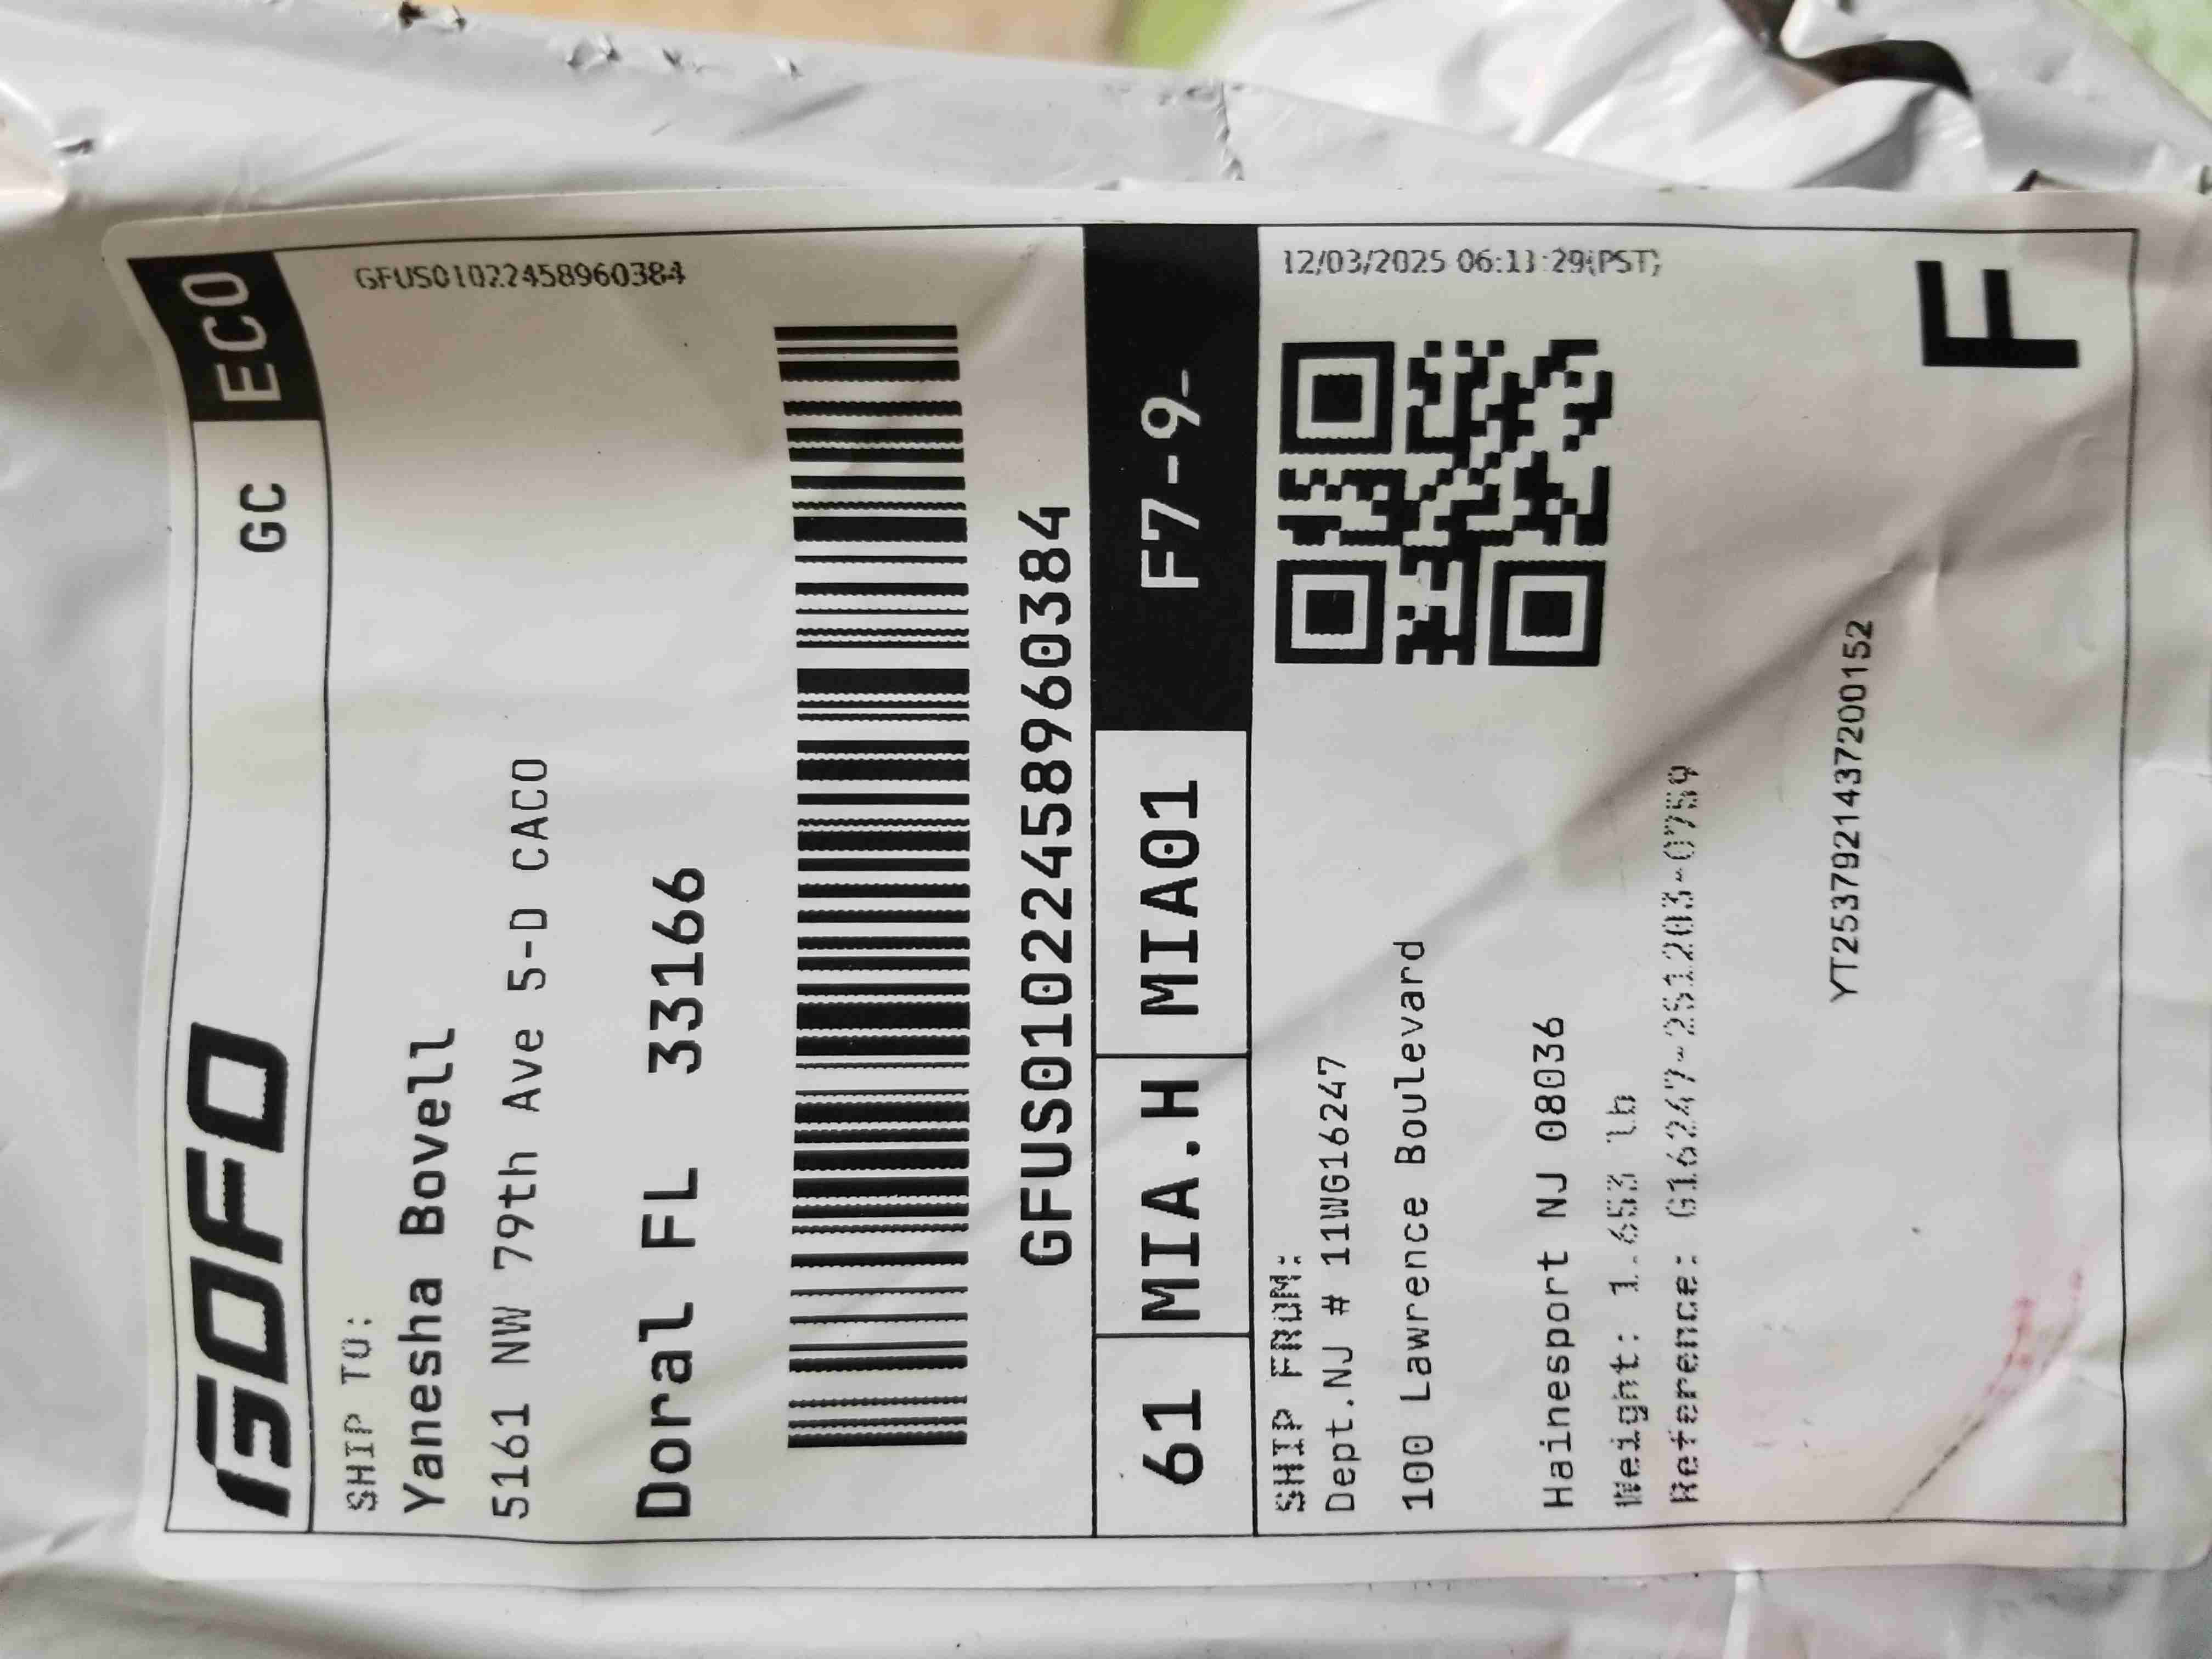 GOFO GC ECO
SHIP TO:
GFUS01022458960384
Yanesha Bovell
5161 NW 79th Ave 5-D CACO
Doral FL 33166
GFUS01022458960384
61 MIA.H MIA01 F7-9-
SHIP FROM:
12/03/2025 06:11:29(PST)
Dept.NJ # 11WG16247
100 Lawrence Boulevard
Hainesport NJ 08036
Weight: 1.653 lb
Reference: G16247-251203-0759
YT2537921437200152
F